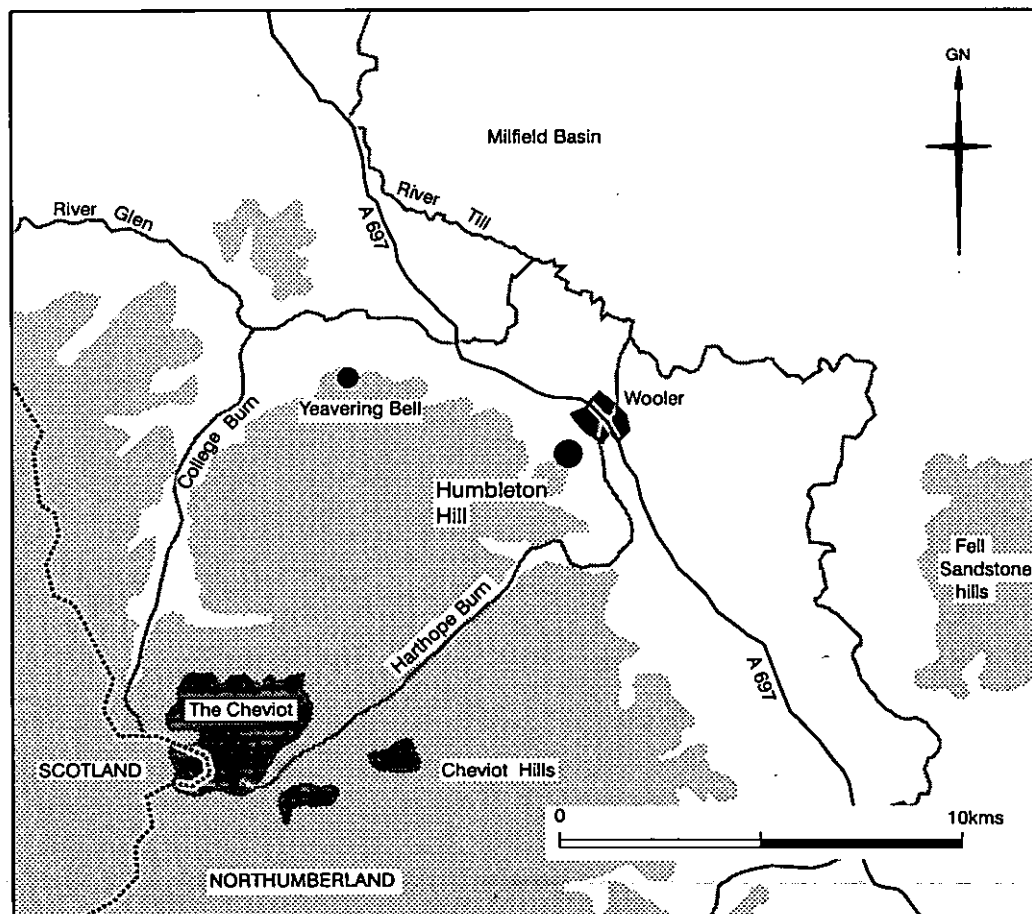 GN
Milfield Basin
River Glen
River Till
A 697
Yeavering Bell
Wooler
College Burn
Humbleton
Hill
Fell
Sandstone
hills
Harthope Burn
A 697
The Cheviot
SCOTLAND
Cheviot Hills
0 10kms
NORTHUMBERLAND